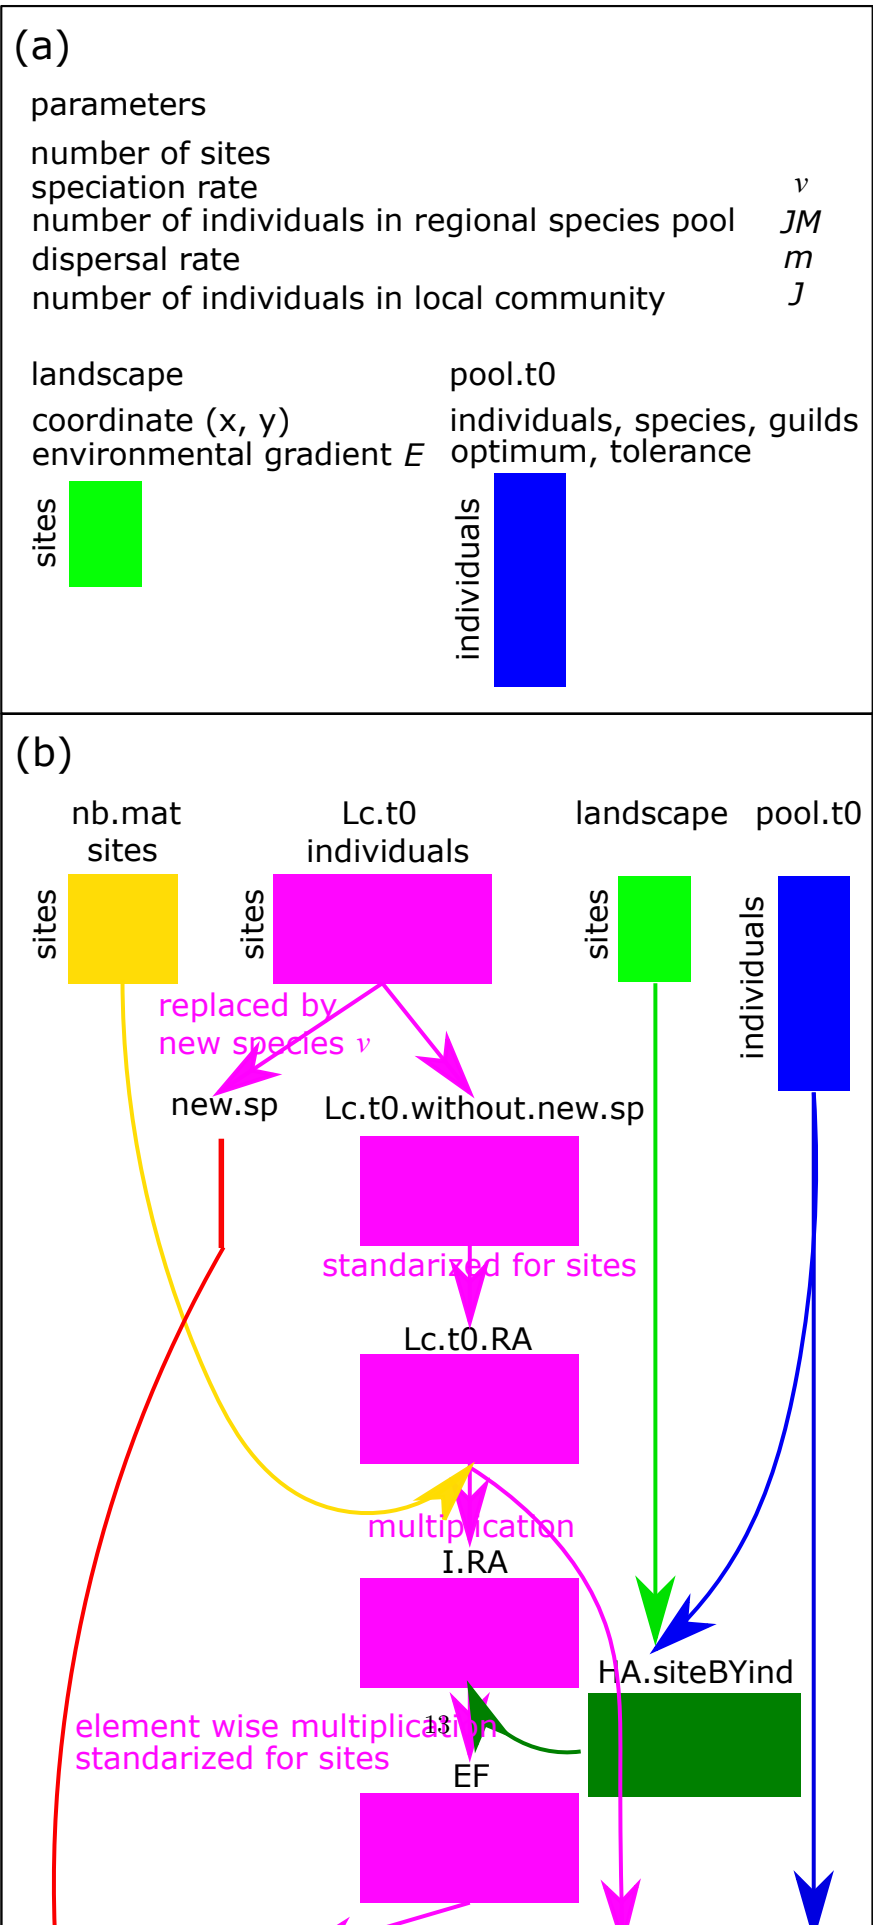 (a)
parameters
number of sites
speciation rate v
number of individuals in regional species pool JM
dispersal rate m
number of individuals in local community J
landscape pool.t0
coordinate (x, y) individuals, species, guilds
environmental gradient E optimum, tolerance
sites
individuals
(b)
nb.mat Lc.t0 landscape pool.t0
sites individuals
sites
sites
sites
individuals
replaced by
new species v
new.sp Lc.t0.without.new.sp
standarized for sites
Lc.t0.RA
multiplication
I.RA
HA.siteBYind
element wise multiplication
13
standarized for sites
EF